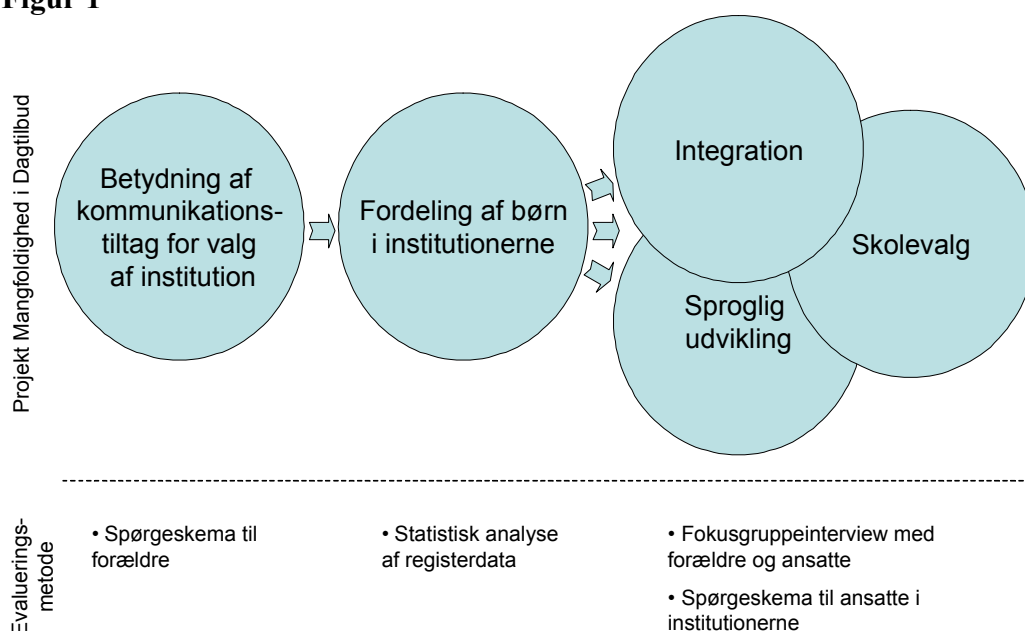 Figur 1
Projekt Mangfoldighed i Dagtilbud
Betydning af
kommunikations-
tiltag for valg
af institution
Fordeling af børn
i institutionerne
Integration
Skolevalg
Sproglig
udvikling
Evaluerings-
metode
• Spørgeskema til
forældre
• Statistisk analyse
af registerdata
• Fokusgruppeinterview med
forældre og ansatte
• Spørgeskema til ansatte i
institutionerne